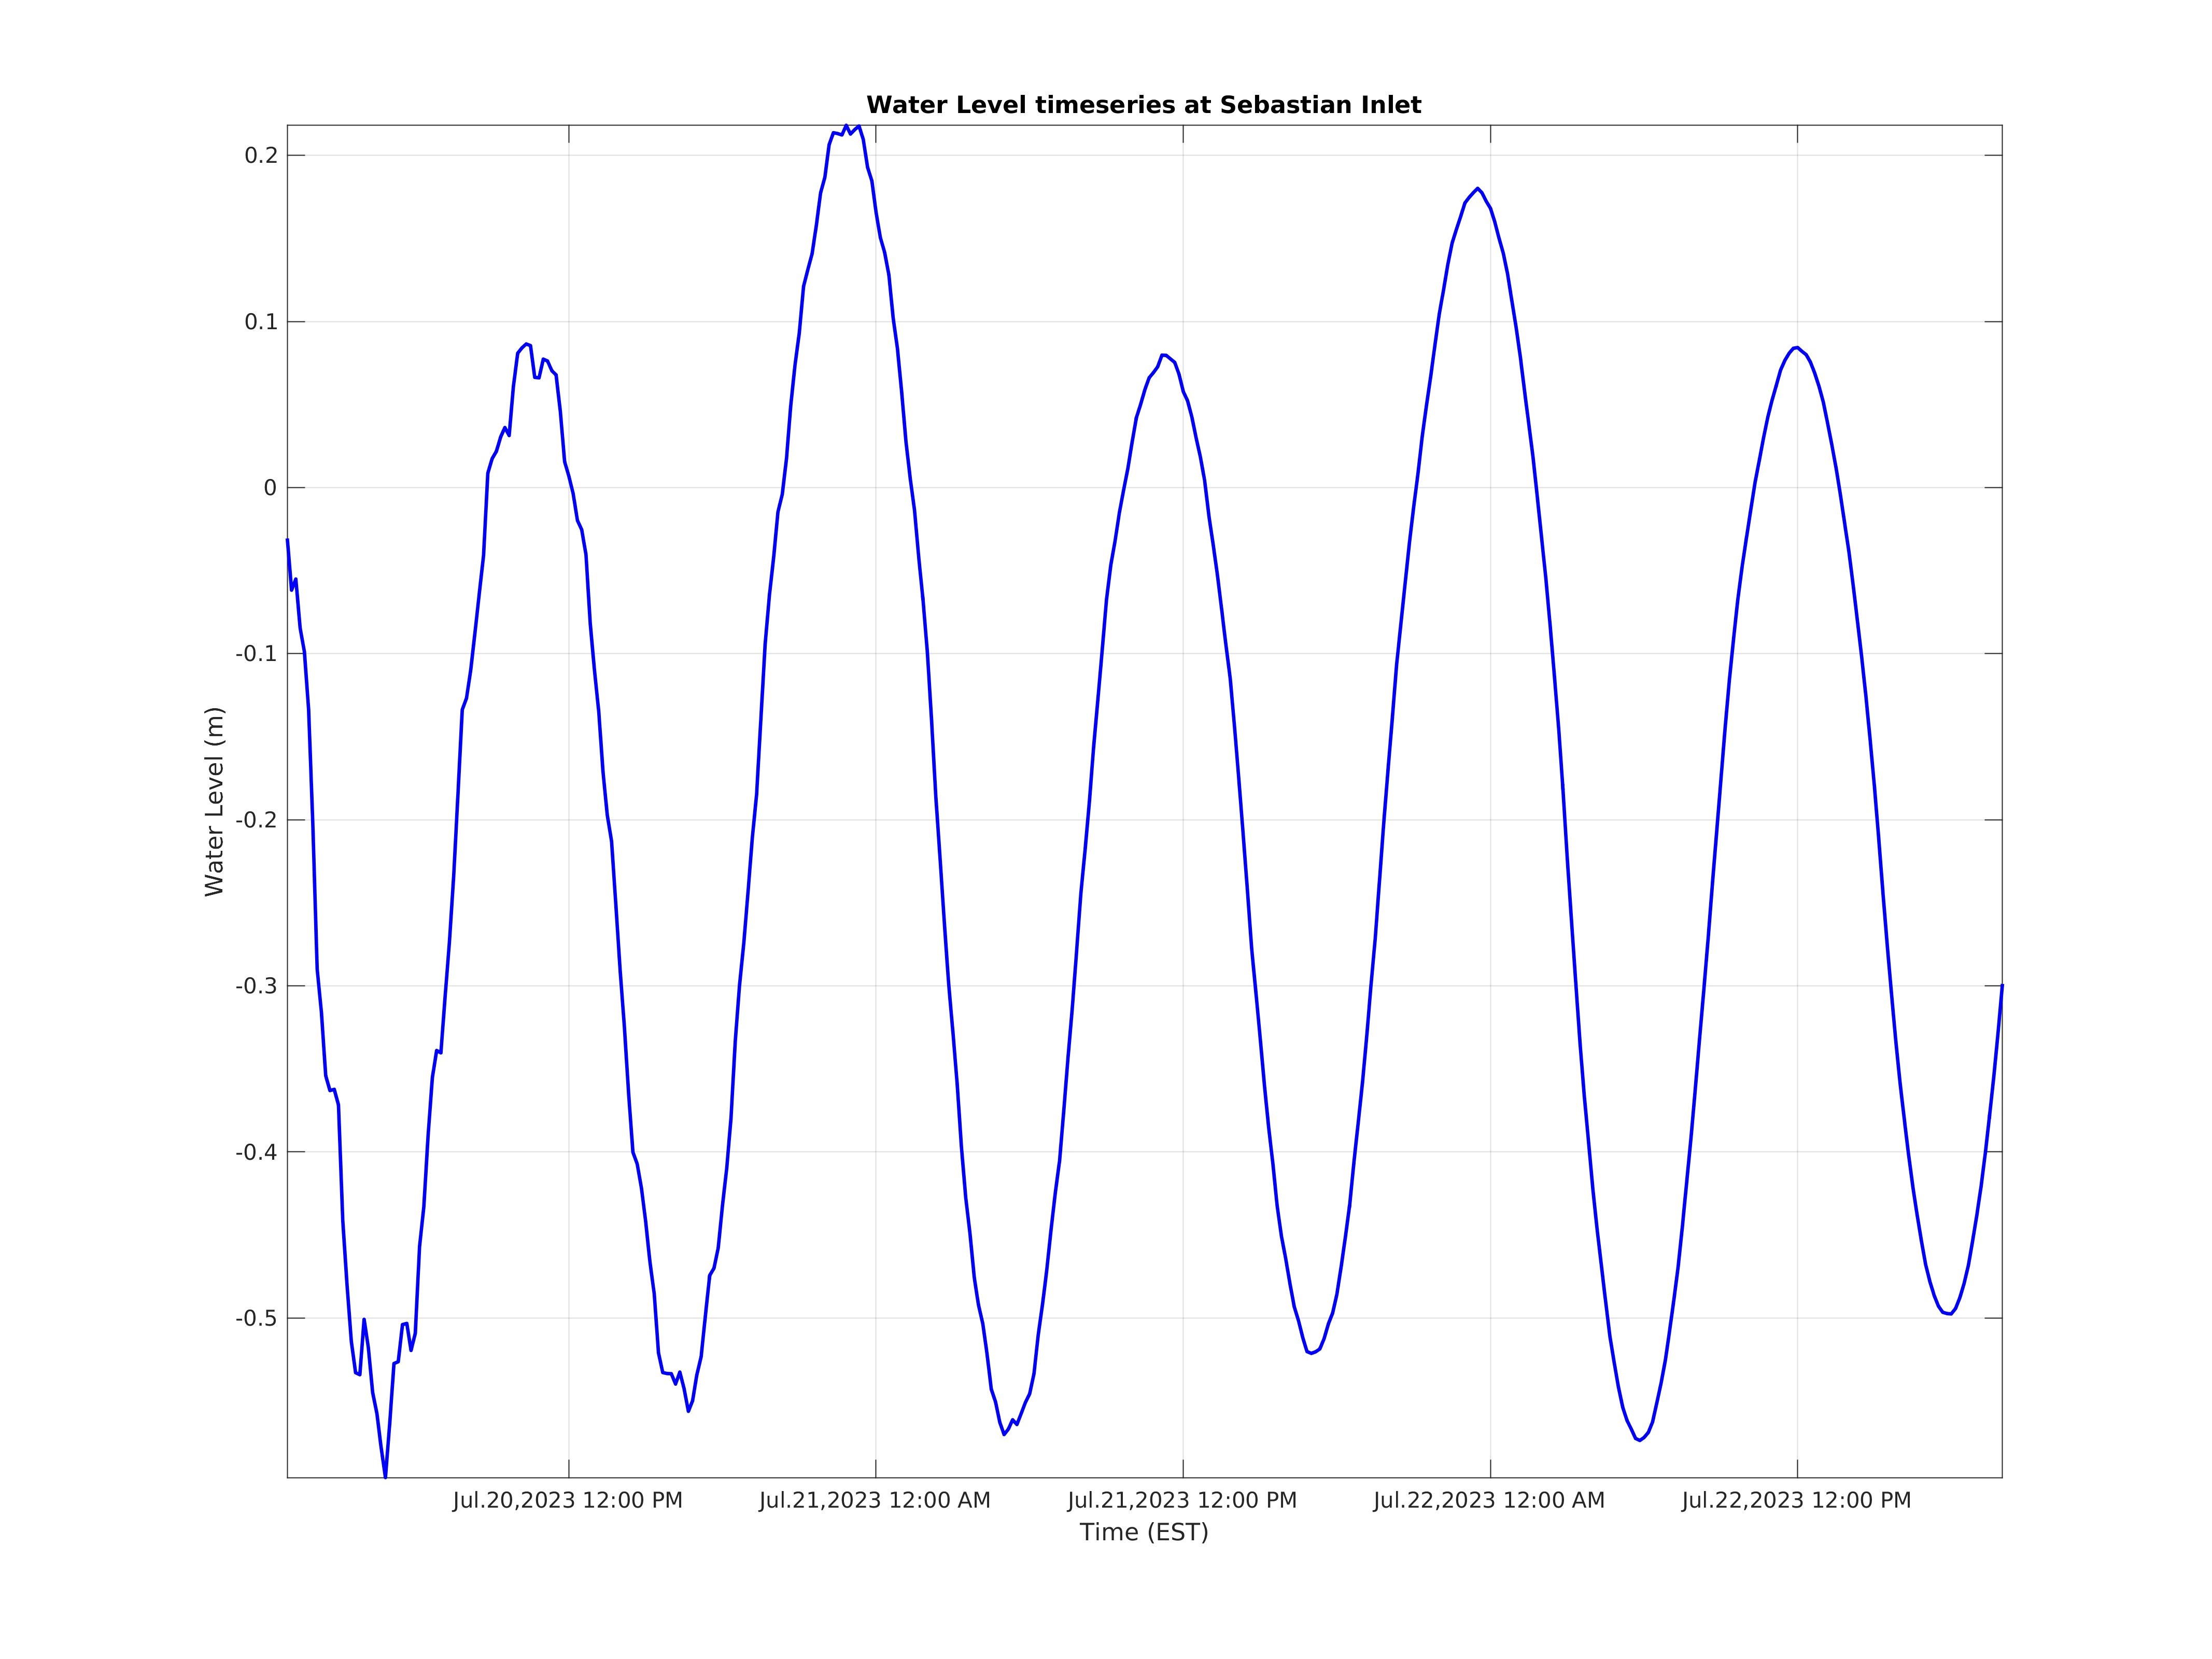 Water Level timeseries at Sebastian Inlet
0.2
0.1
0
-0.1
-0.2
-0.3
-0.4
-0.5
Water Level (m)
Jul.20,2023 12:00 PM
Jul.21,2023 12:00 AM
Jul.21,2023 12:00 PM
Jul.22,2023 12:00 AM
Jul.22,2023 12:00 PM
Time (EST)